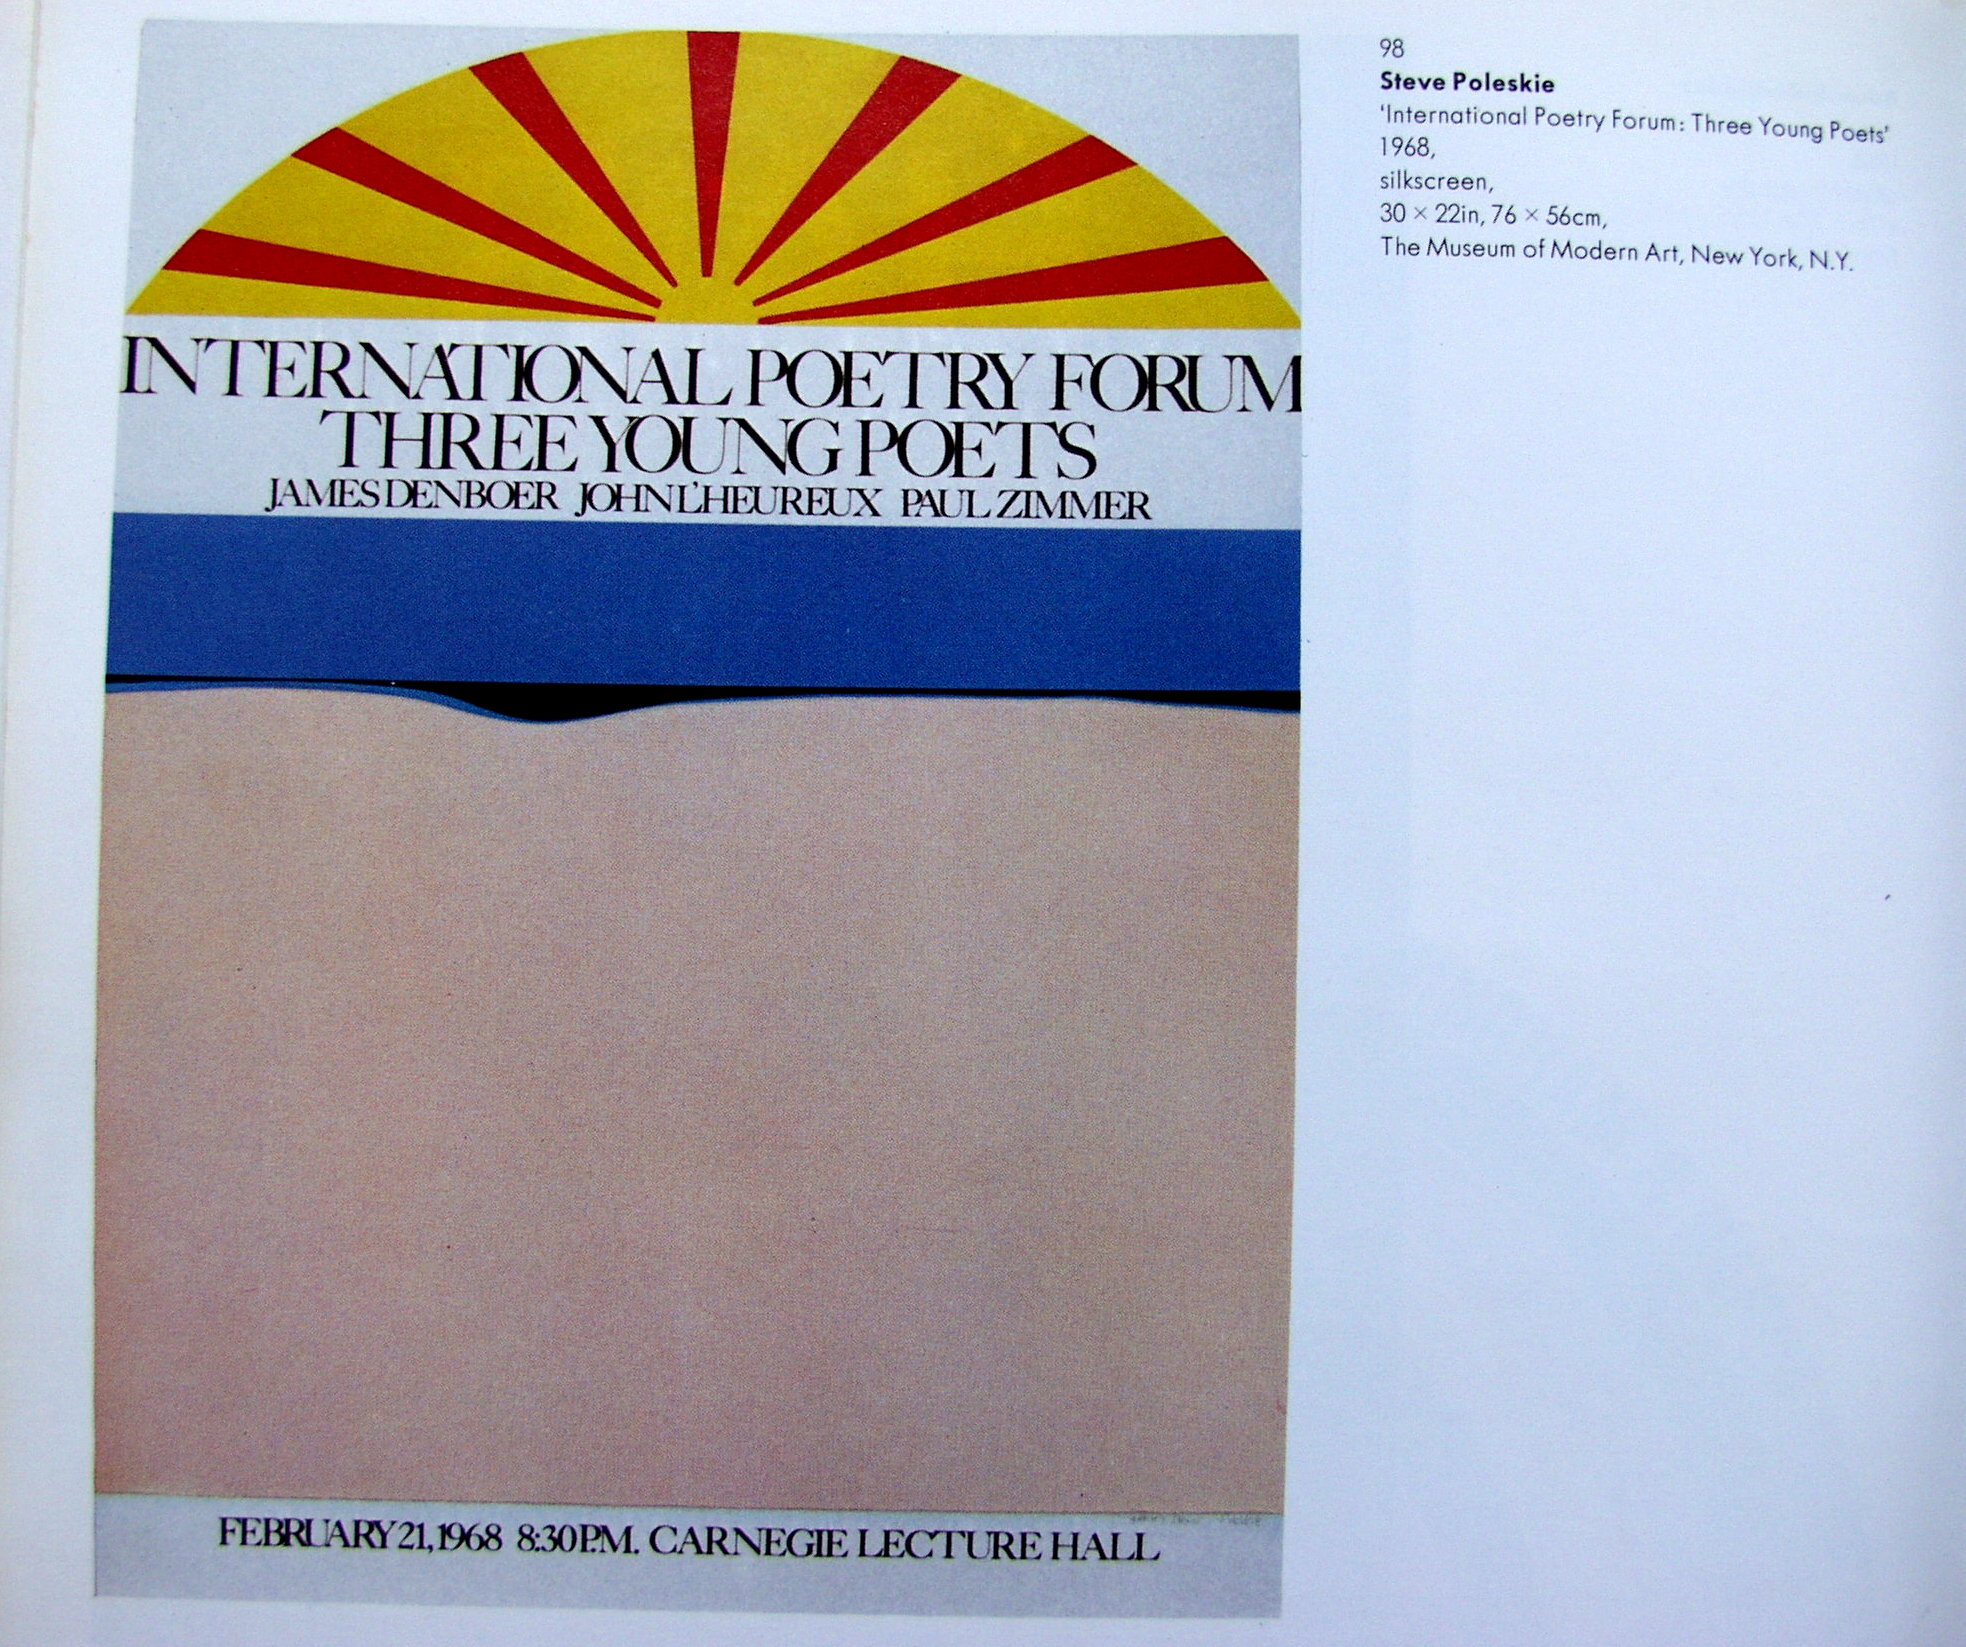 INTERNATIONAL POETRY FORUM
THREE YOUNG POETS
JAMES DENBOER JOHN L'HEUREUX PAUL ZIMMER
FEBRUARY 21, 1968 8:30 P.M. CARNEGIE LECTURE HALL
98
Steve Poleskie
'International Poetry Forum: Three Young Poets'
1968,
silkscreen,
30 × 22in, 76 × 56cm,
The Museum of Modern Art, New York, N.Y.